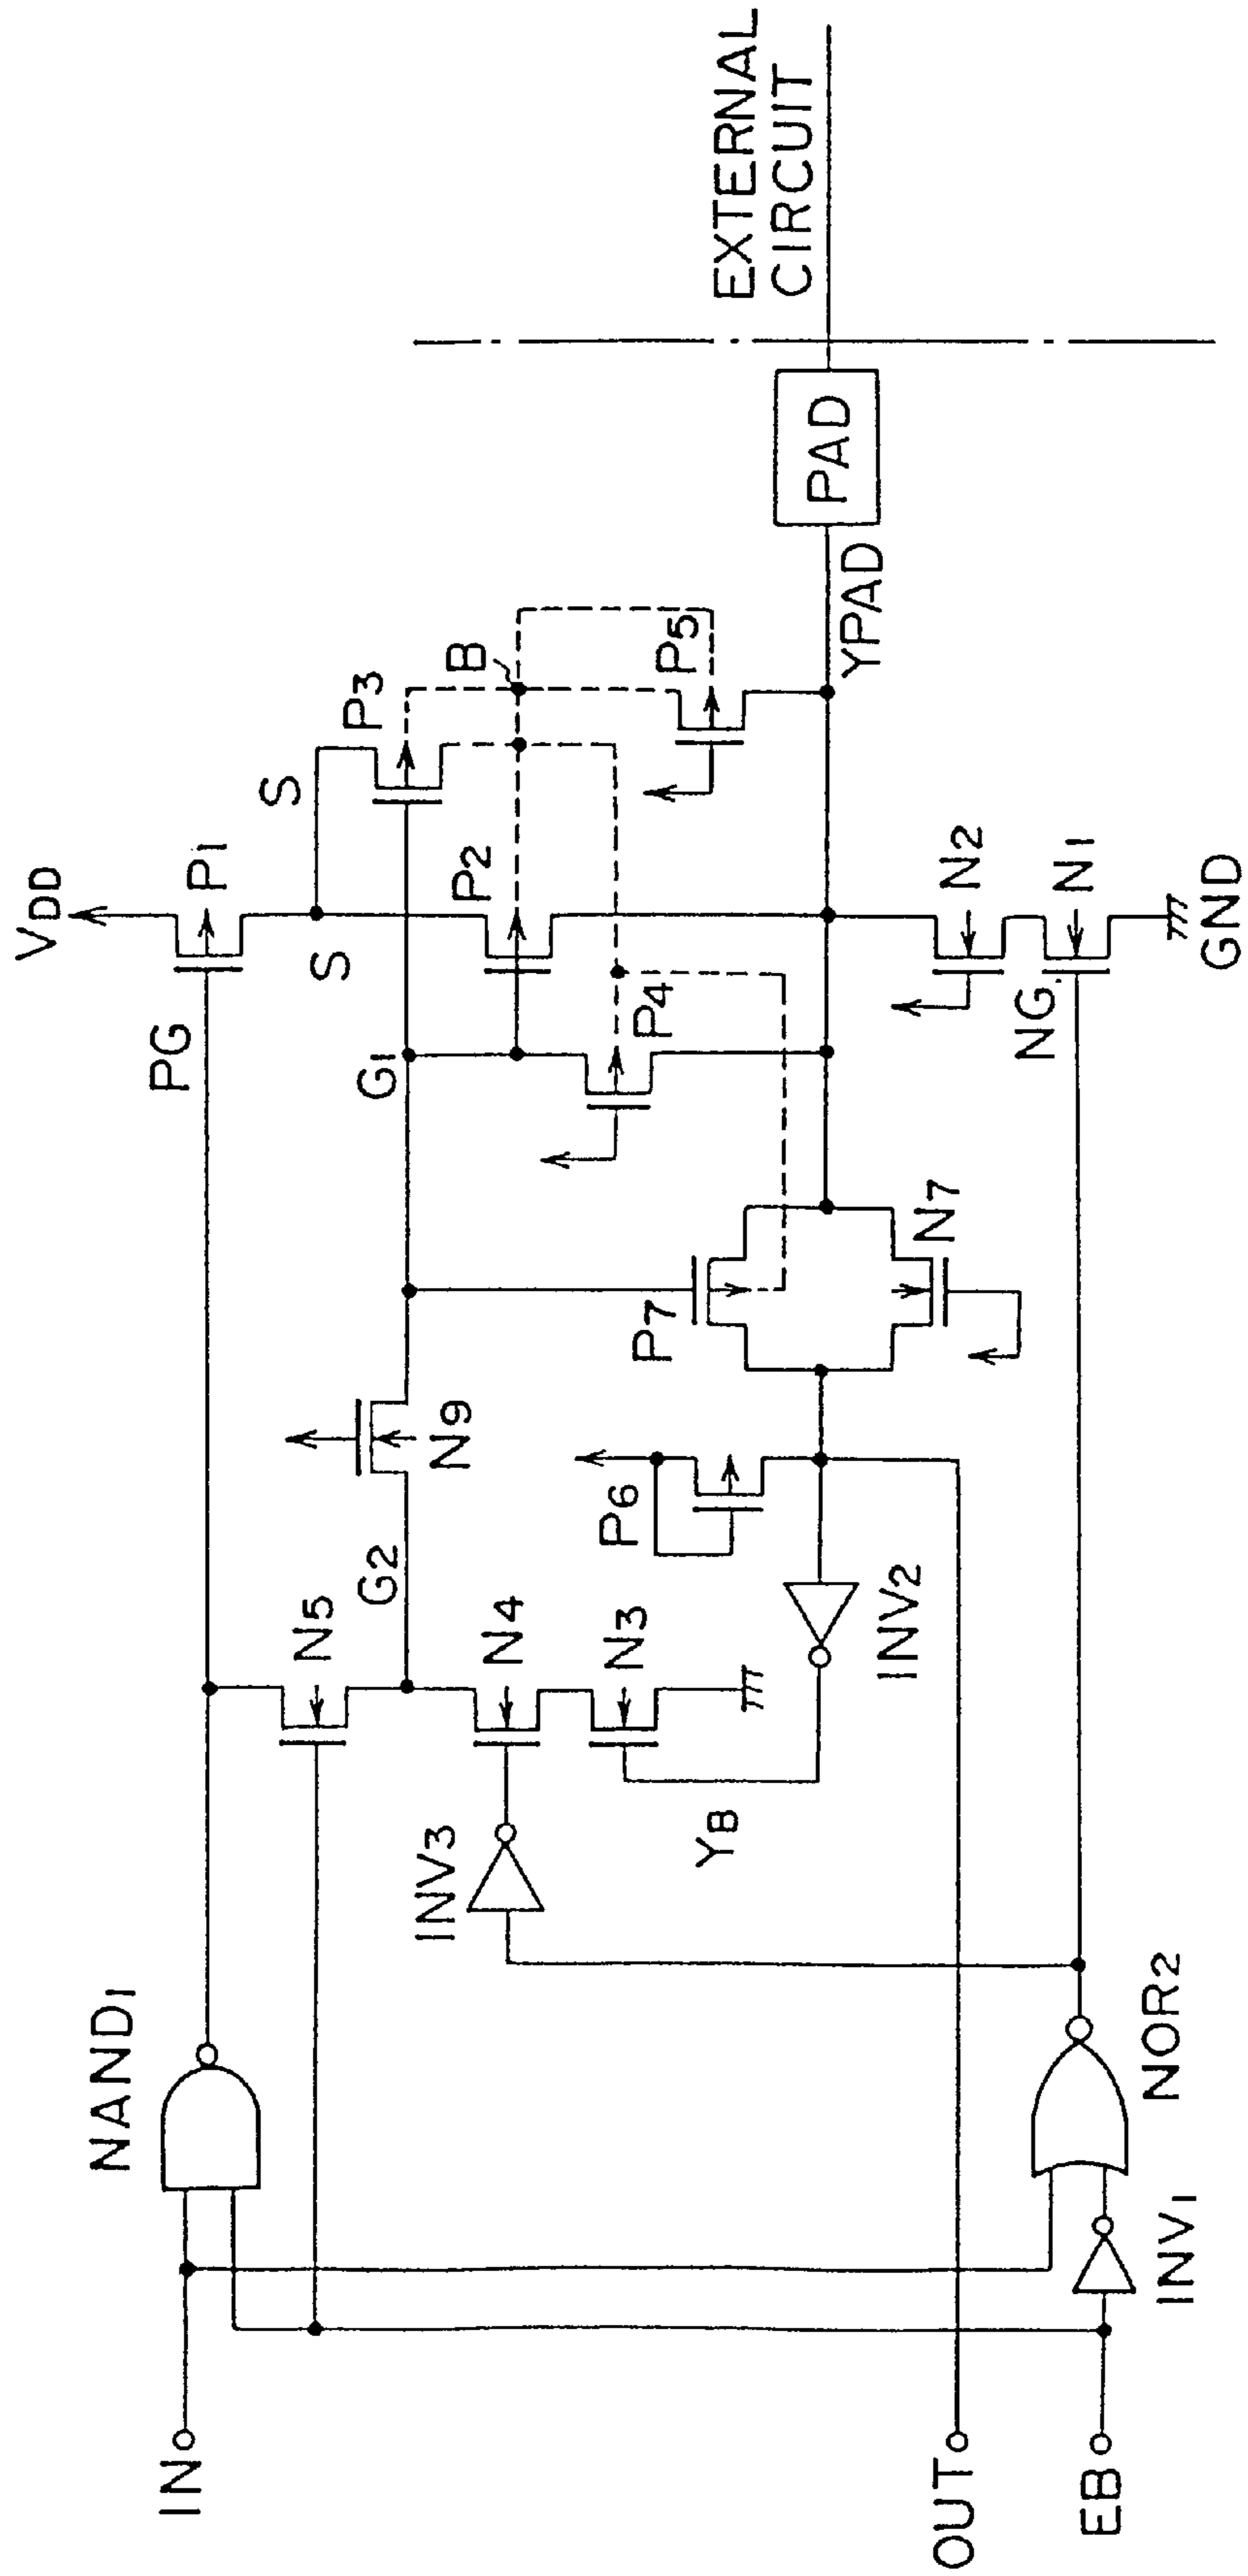 IN
OUT
EB
NAND1
INV1
NOR2
INV3
YB
N5
N4
N3
G2
INV2
P6
N9
P7
N7
G1
PG
P4
NG
S
P2
VDD
P1
N2
N1
GND
S
P3
B
P5
YPAD
PAD
EXTERNAL
CIRCUIT